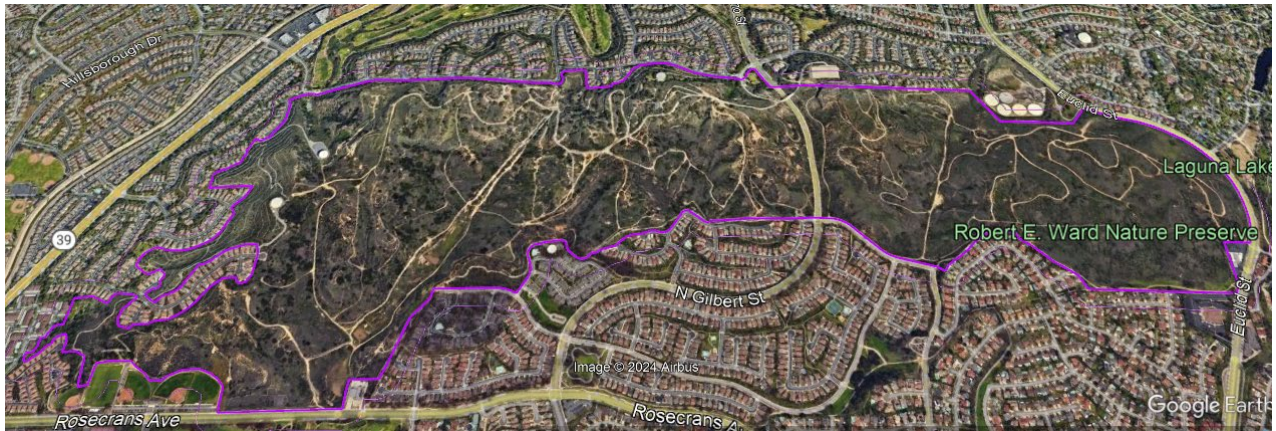 Hillsborough Dr
Euclid St
Laguna Lake
39
Robert E. Ward Nature Preserve
N Gilbert St
Euclid St
Image © 2024 Airbus
Rosecrans Ave
Rosecrans A
Google Earth